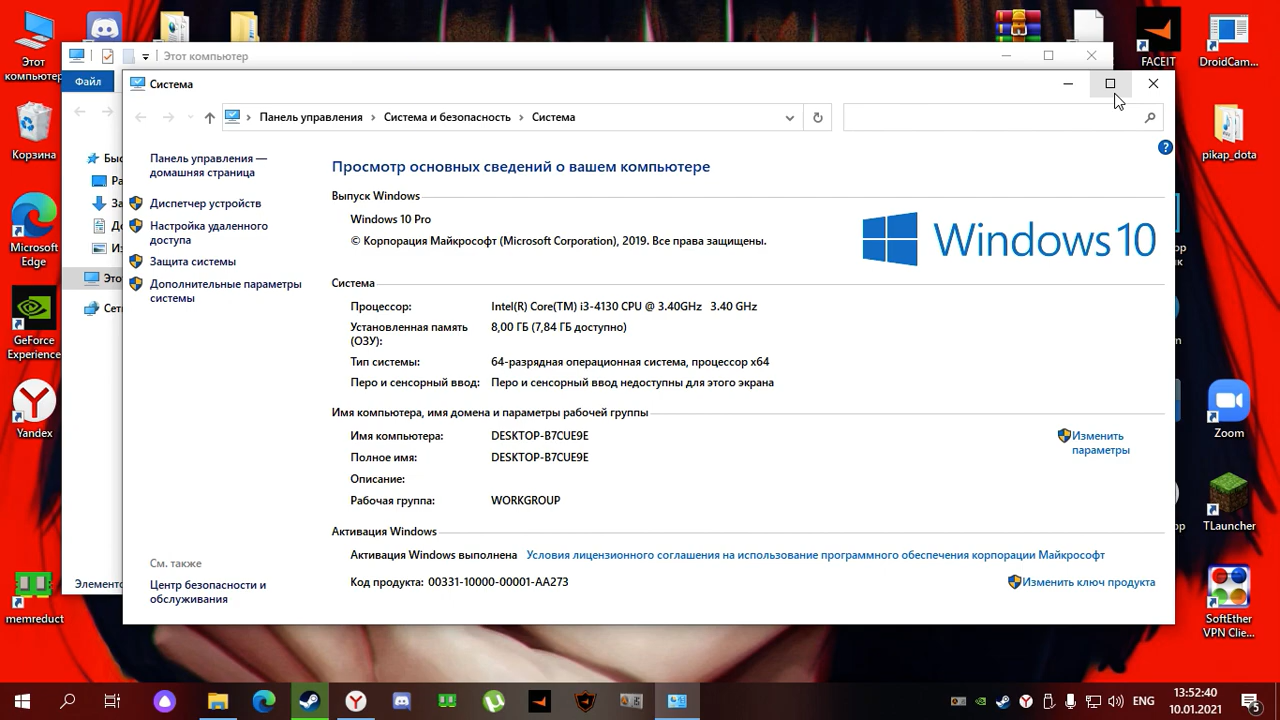 Этот компьютер
Файл
Система
Панель управления
Система и безопасность
Система
Панель управления —
домашняя страница
Диспетчер устройств
Настройка удаленного
доступа
Защита системы
Дополнительные параметры
системы
См. также
Центр безопасности и
обслуживания
Просмотр основных сведений о вашем компьютере
Выпуск Windows
Windows 10 Pro
© Корпорация Майкрософт (Microsoft Corporation), 2019. Все права защищены.
Windows 10
Система
Процессор: Intel(R) Core(TM) i3-4130 CPU @ 3.40GHz 3.40 GHz
Установленная память 8,00 ГБ (7,84 ГБ доступно)
(ОЗУ):
Тип системы: 64-разрядная операционная система, процессор x64
Перо и сенсорный ввод: Перо и сенсорный ввод недоступны для этого экрана
Имя компьютера, имя домена и параметры рабочей группы
Имя компьютера: DESKTOP-B7CUE9E
Полное имя: DESKTOP-B7CUE9E
Описание:
Рабочая группа: WORKGROUP
Изменить
параметры
Активация Windows
Активация Windows выполнена Условия лицензионного соглашения на использование программного обеспечения корпорации Майкрософт
Код продукта: 00331-10000-00001-AA273
Изменить ключ продукта
Этот
компьютер
Корзина
Microsoft
Edge
GeForce
Experience
Yandex
memreduct
FACEIT
DroidCam...
pikap_dota
Zoom
TLauncher
SoftEther
VPN Clie...
ENG
13:52:40
10.01.2021
5